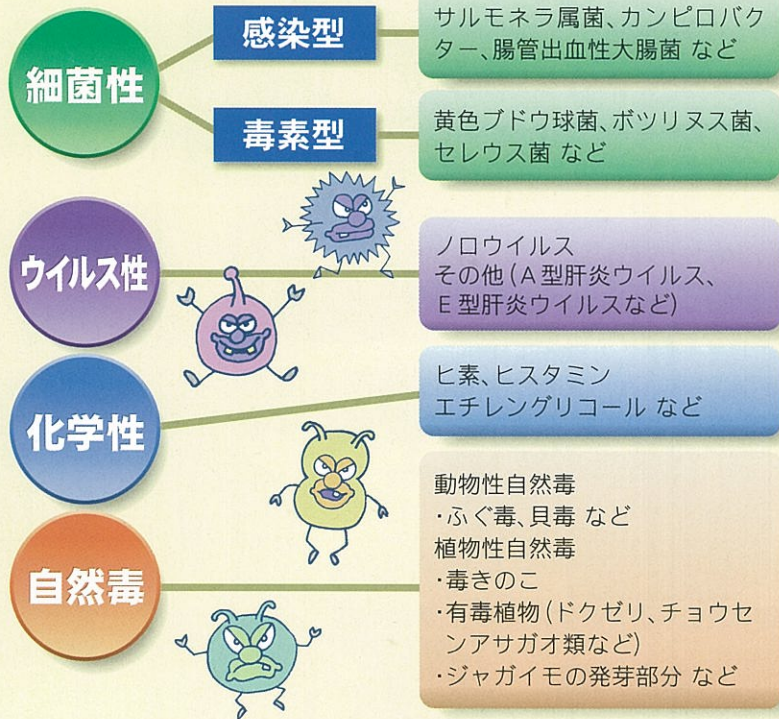 細菌性
感染型
サルモネラ属菌、カンピロバク
ター、腸管出血性大腸菌 など
毒素型
黄色ブドウ球菌、ボツリヌス菌、
セレウス菌 など
ウイルス性
ノロウイルス
その他(A型肝炎ウイルス、
E型肝炎ウイルスなど)
化学性
ヒ素、ヒスタミン
エチレングリコール など
自然毒
動物性自然毒
・ふぐ毒、貝毒 など
植物性自然毒
・毒きのこ
・有毒植物(ドクゼリ、チョウセ
ンアサガオ類など)
・ジャガイモの発芽部分 など